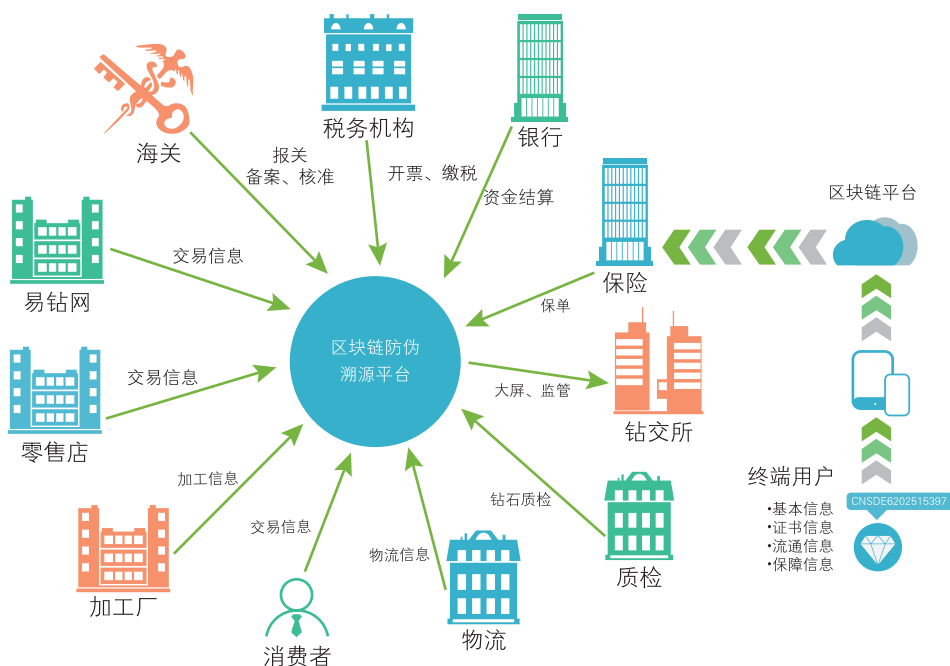 税务机构
银行
海关
报关
备案、核准
开票、缴税
资金结算
区块链平台
交易信息
易钻网
保险
保单
区块链防伪
溯源平台
交易信息
零售店
大屏、监管
钻交所
加工信息
钻石质检
终端用户
•基本信息
•证书信息
•流通信息
•保障信息
CNSDE6202515397
交易信息
物流信息
质检
加工厂
物流
消费者